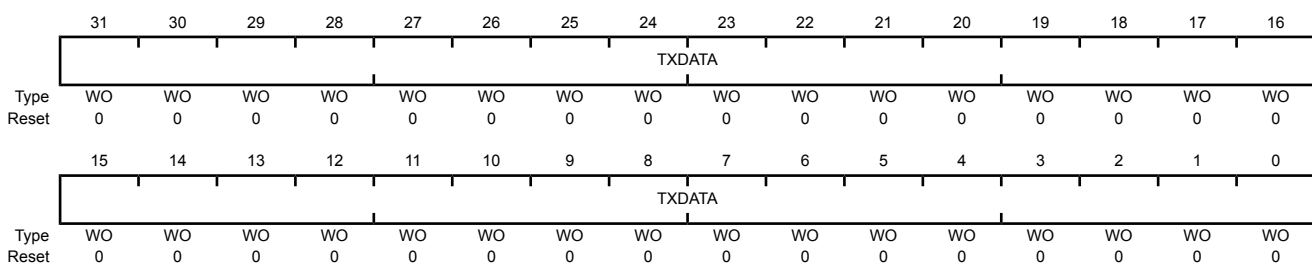 31 30 29 28 27 26 25 24 23 22 21 20 19 18 17 16
TXDATA
Type WO WO WO WO WO WO WO WO WO WO WO WO WO WO WO WO
Reset 0 0 0 0 0 0 0 0 0 0 0 0 0 0 0 0
15 14 13 12 11 10 9 8 7 6 5 4 3 2 1 0
TXDATA
Type WO WO WO WO WO WO WO WO WO WO WO WO WO WO WO WO
Reset 0 0 0 0 0 0 0 0 0 0 0 0 0 0 0 0